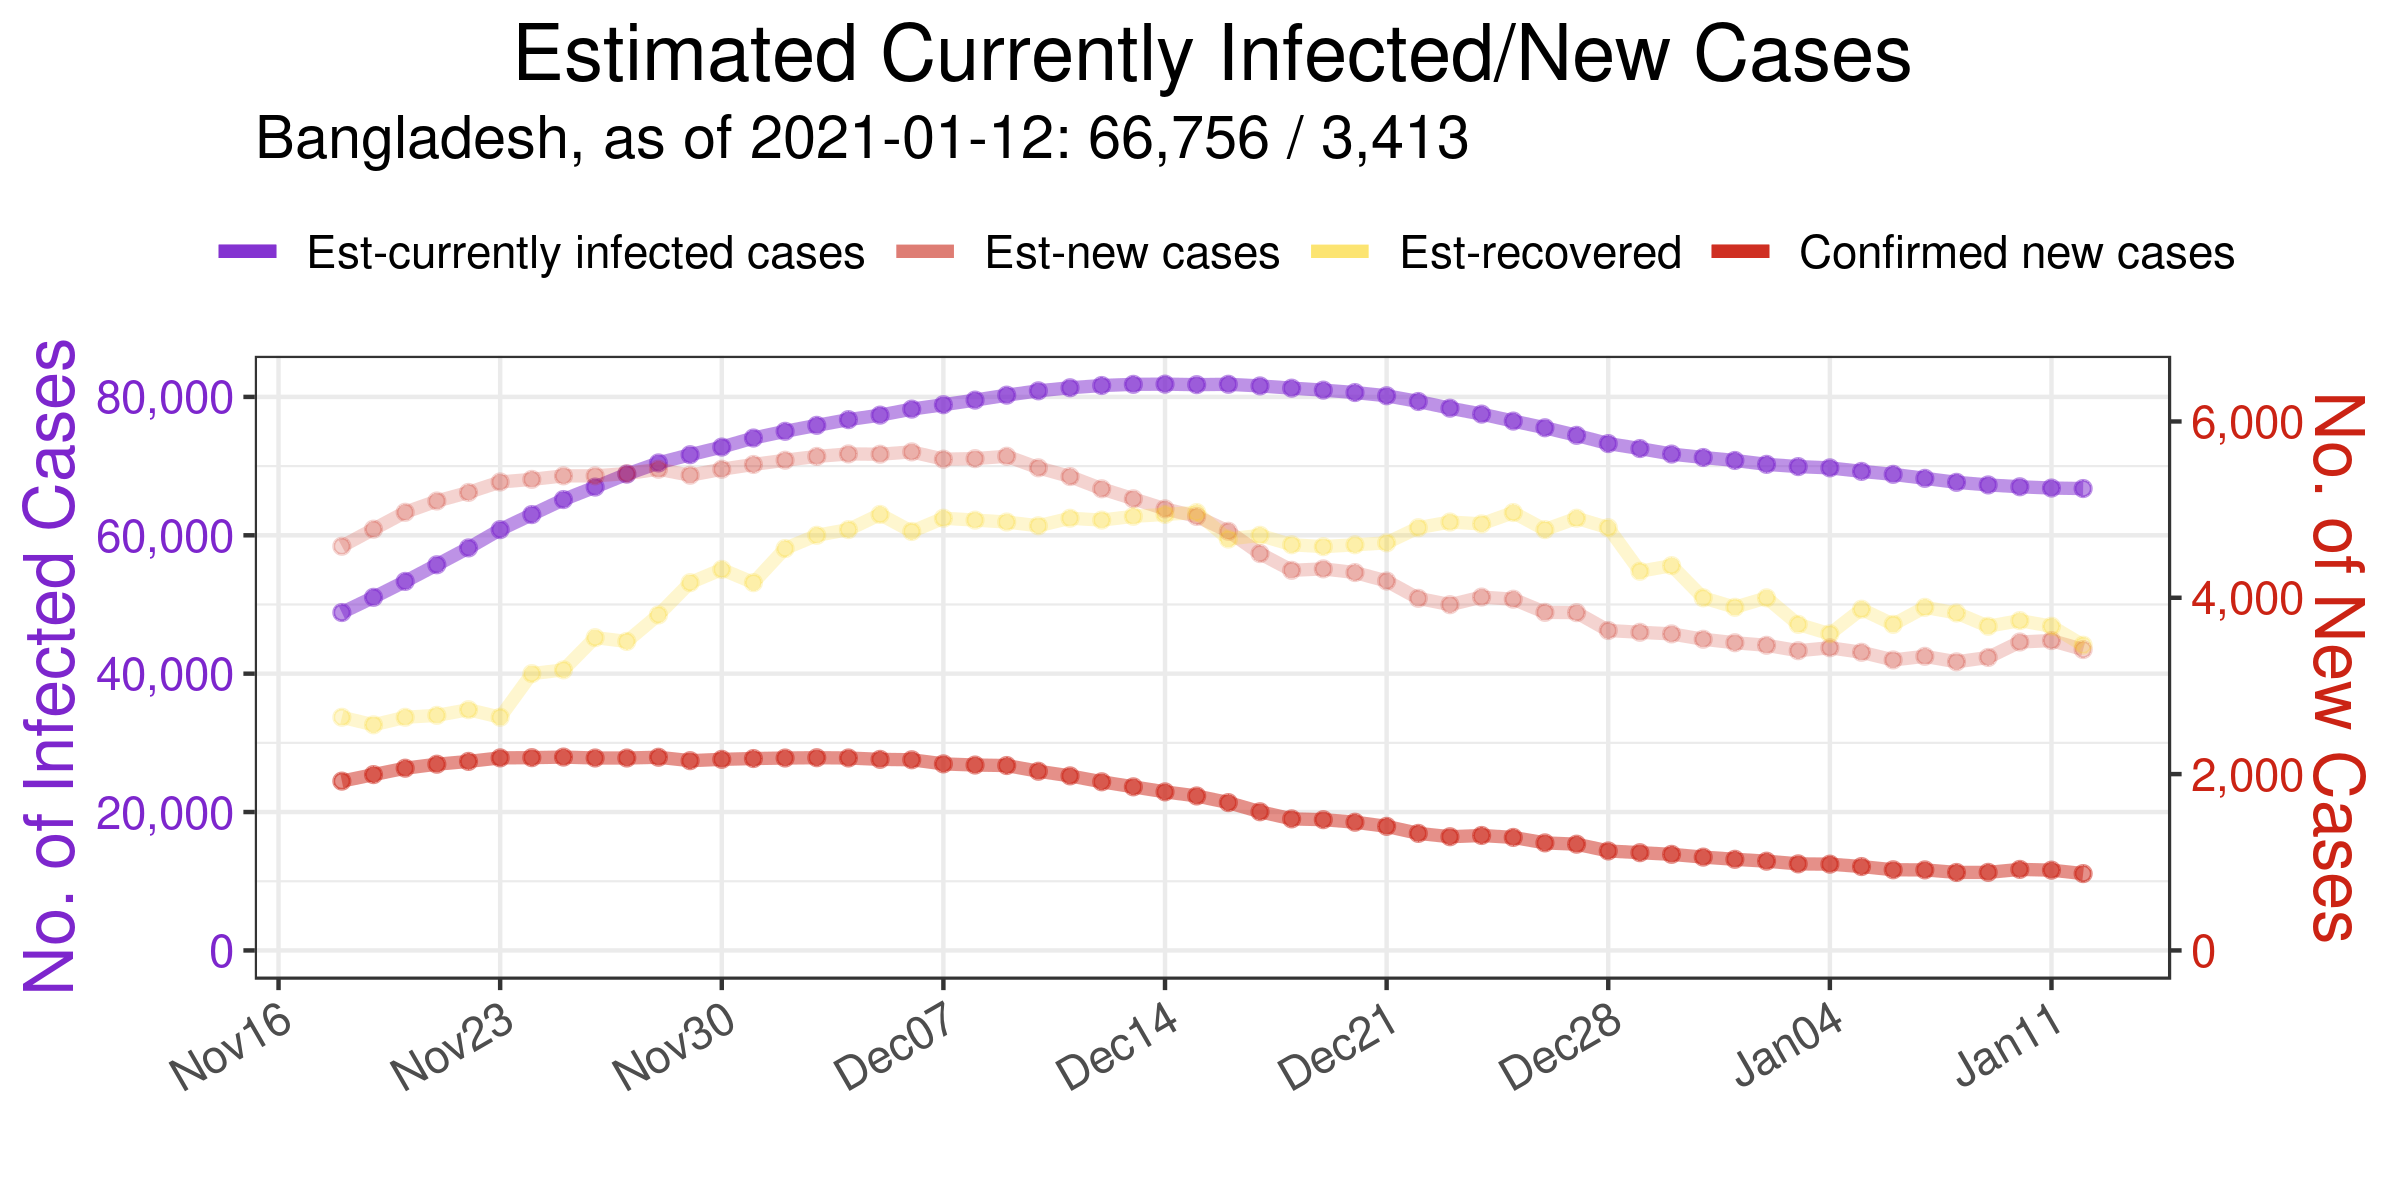 Estimated Currently Infected/New Cases
Bangladesh, as of 2021-01-12: 66,756 / 3,413
Est-currently infected cases Est-new cases Est-recovered Confirmed new cases
No. of Infected Cases
80,000
60,000
40,000
20,000
0
6,000
4,000
2,000
0
No. of New Cases
Nov16 Nov23 Nov30 Dec07 Dec14 Dec21 Dec28 Jan04 Jan11